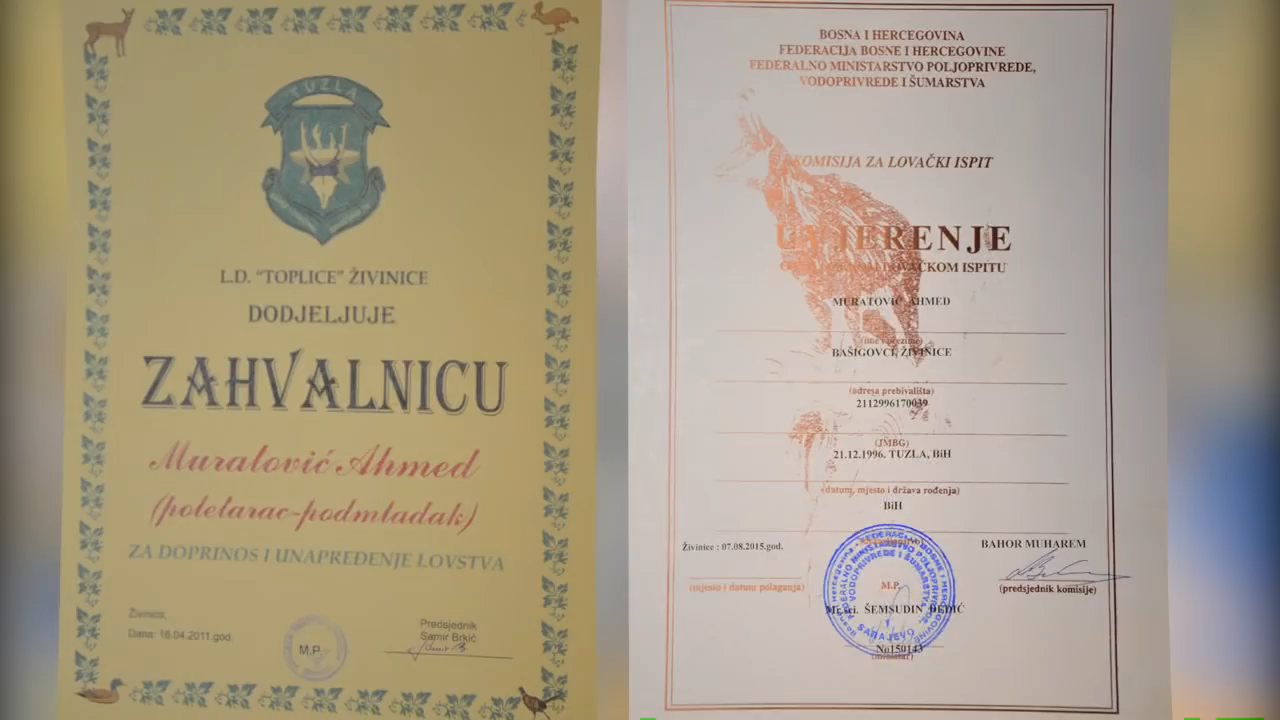 TUZLA
L.D. "TOPLICE" ŽIVINICE
DODJELJUJE
ZAHVALNICU
Muratović Ahmed
(poletarac-podmladak)
ZA DOPRINOS I UNAPREĐENJE LOVSTVA
Živinice,
Dana: 16.04.2011.god.
M.P.
Predsjednik
Samir Brkić
BOSNA I HERCEGOVINA
FEDERACIJA BOSNE I HERCEGOVINE
FEDERALNO MINISTARSTVO POLJOPRIVREDE,
VODOPRIVREDE I ŠUMARSTVA
KOMISIJA ZA LOVAČKI ISPIT
UVJERENJE
LOVAČKOM ISPITU
MURATOVIĆ AHMED
(ime i prezime)
BAŠIGOVCI, ŽIVINICE
(adresa prebivališta)
2112996170039
(JMBG)
21.12.1996. TUZLA, BiH
(datum, mjesto i država rođenja)
BiH
Živinice : 07.08.2015.god.
(mjesto i datum polaganja)
BAHOR MUHAREM
(predsjednik komisije)
M.P.
Mr.sci. ŠEMSUDIN DEDIĆ
1
SARAJEVO
No150143
(ministar)